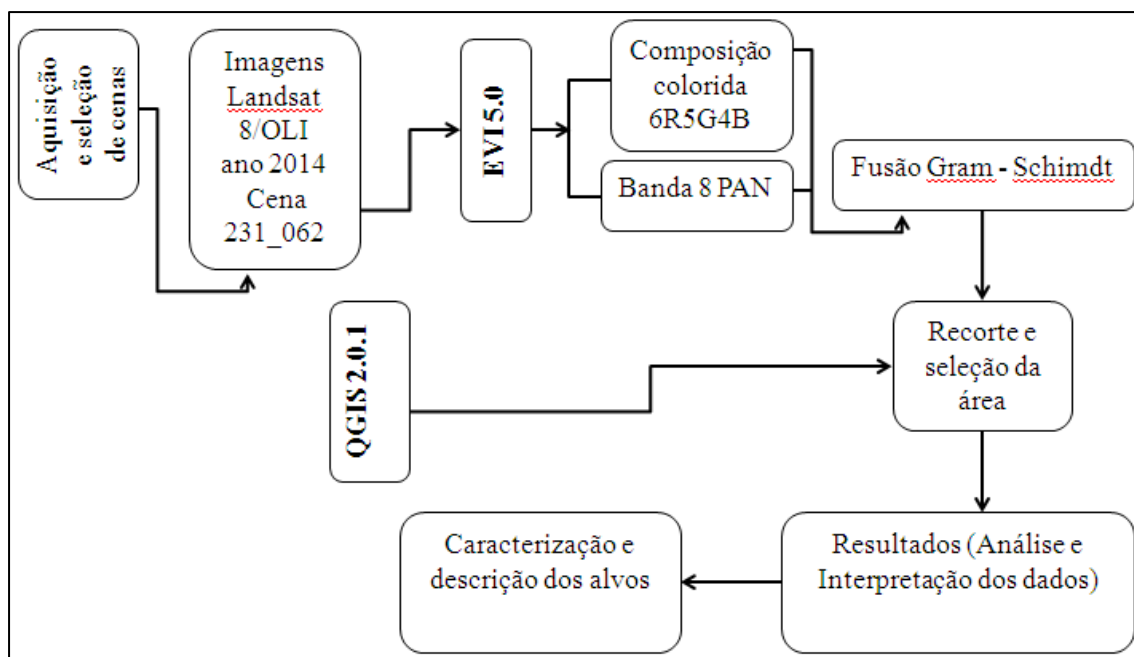 Aquisição
e seleção
de cenas
Imagens
Landsat
8/OLI
ano 2014
Cena
231_062
EVI 5.0
Composição
colorida
6R5G4B
Banda 8 PAN
Fusão Gram - Schimdt
QGIS 2.0.1
Recorte e
seleção da
área
Caracterização e
descrição dos alvos
Resultados (Análise e
Interpretação dos dados)